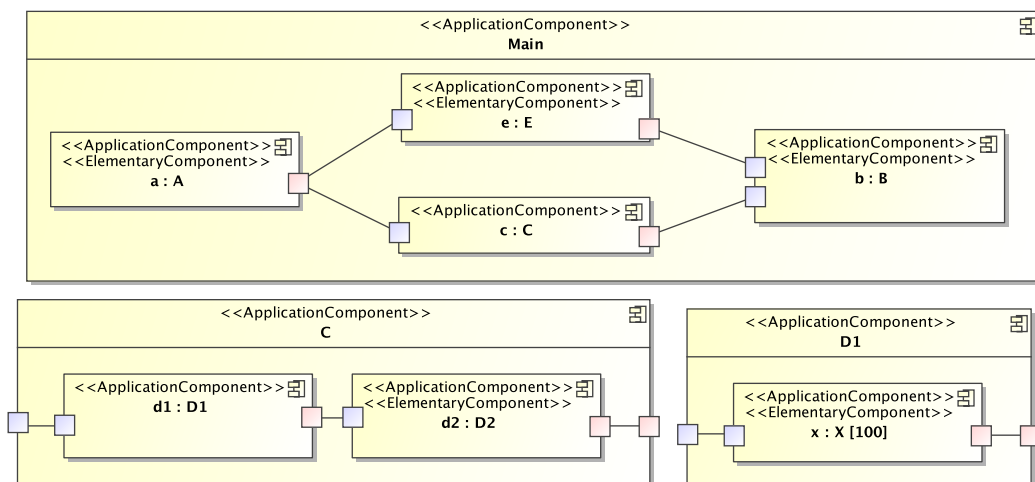 <<ApplicationComponent>>
Main
<<ApplicationComponent>>
<<ElementaryComponent>>
a : A
<<ApplicationComponent>>
<<ElementaryComponent>>
e : E
<<ApplicationComponent>>
c : C
<<ApplicationComponent>>
<<ElementaryComponent>>
b : B
<<ApplicationComponent>>
C
<<ApplicationComponent>>
d1 : D1
<<ApplicationComponent>>
<<ElementaryComponent>>
d2 : D2
<<ApplicationComponent>>
D1
<<ApplicationComponent>>
<<ElementaryComponent>>
x : X [100]